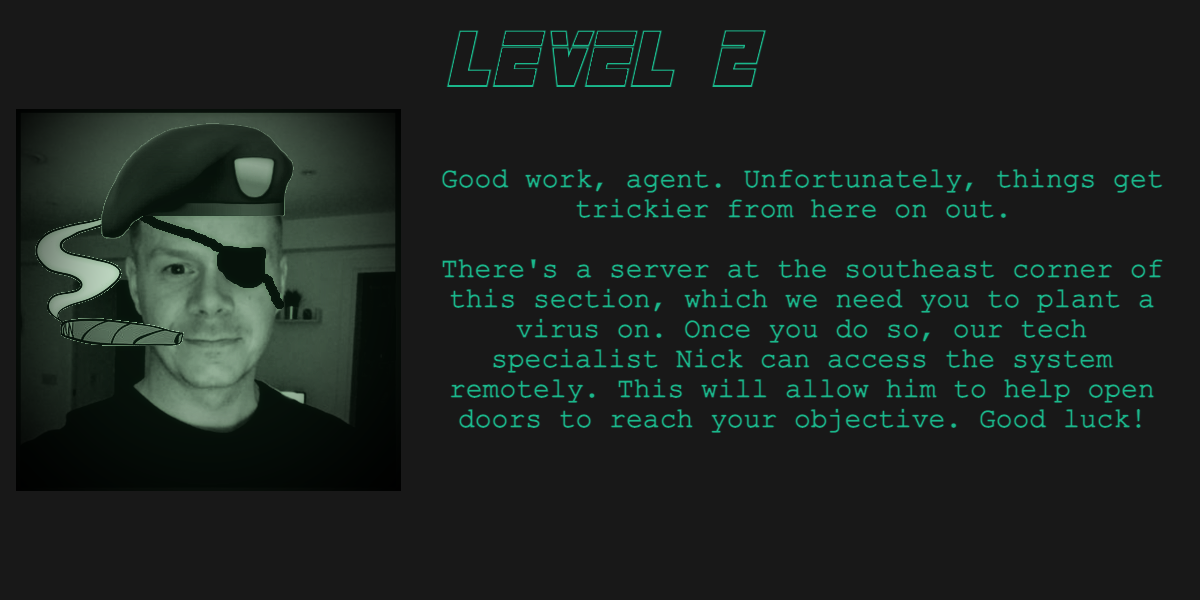 LEVEL 2
Good work, agent. Unfortunately, things get
trickier from here on out.
There's a server at the southeast corner of
this section, which we need you to plant a
virus on. Once you do so, our tech
specialist Nick can access the system
remotely. This will allow him to help open
doors to reach your objective. Good luck!